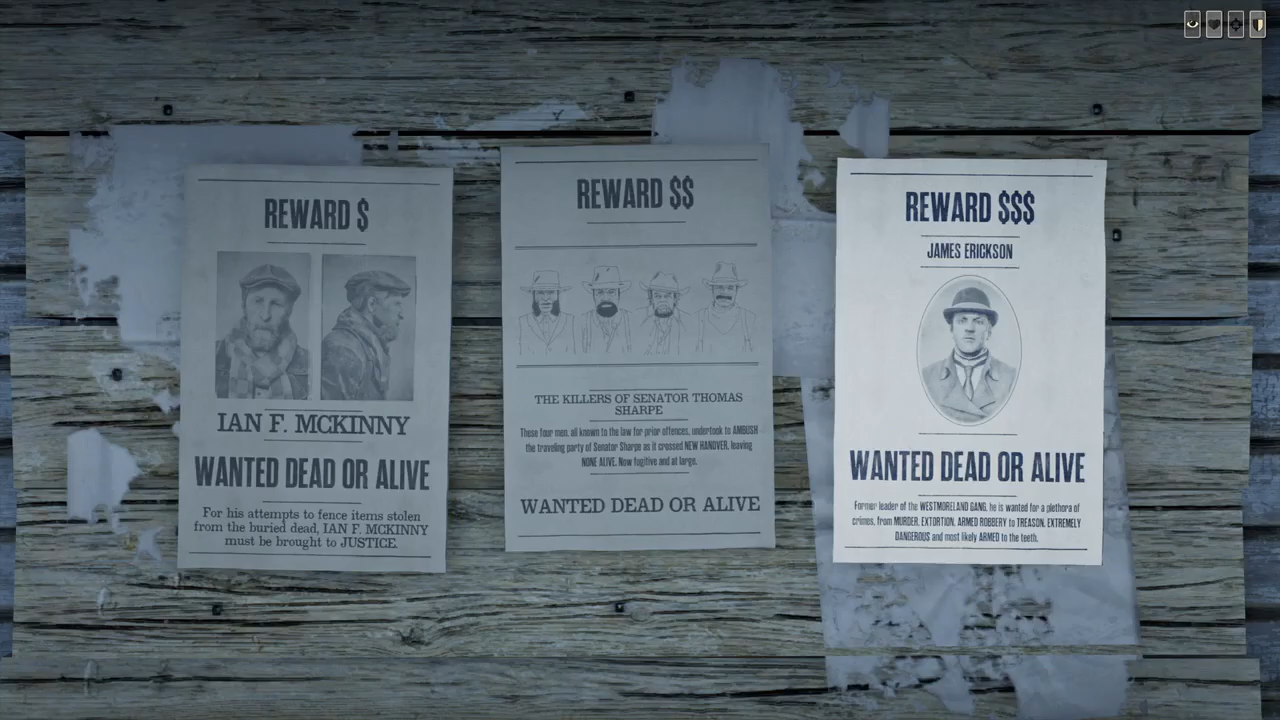 REWARD $
IAN F. MCKINNY
WANTED DEAD OR ALIVE
For his attempts to fence items stolen
from the buried dead, IAN F. MCKINNY
must be brought to JUSTICE.
REWARD $$
THE KILLERS OF SENATOR THOMAS
SHARPE
These four men, all known to the law for prior offences, undertook to AMBUSH
the traveling party of Senator Sharpe as it crossed NEW HANOVER, leaving
NONE ALIVE. Now fugitive and at large.
WANTED DEAD OR ALIVE
REWARD $$$
JAMES ERICKSON
WANTED DEAD OR ALIVE
Former leader of the WESTMORELAND GANG, he is wanted for a plethora of
crimes, from MURDER, EXTORTION, ARMED ROBBERY to TREASON. EXTREMELY
DANGEROUS and most likely ARMED to the teeth.